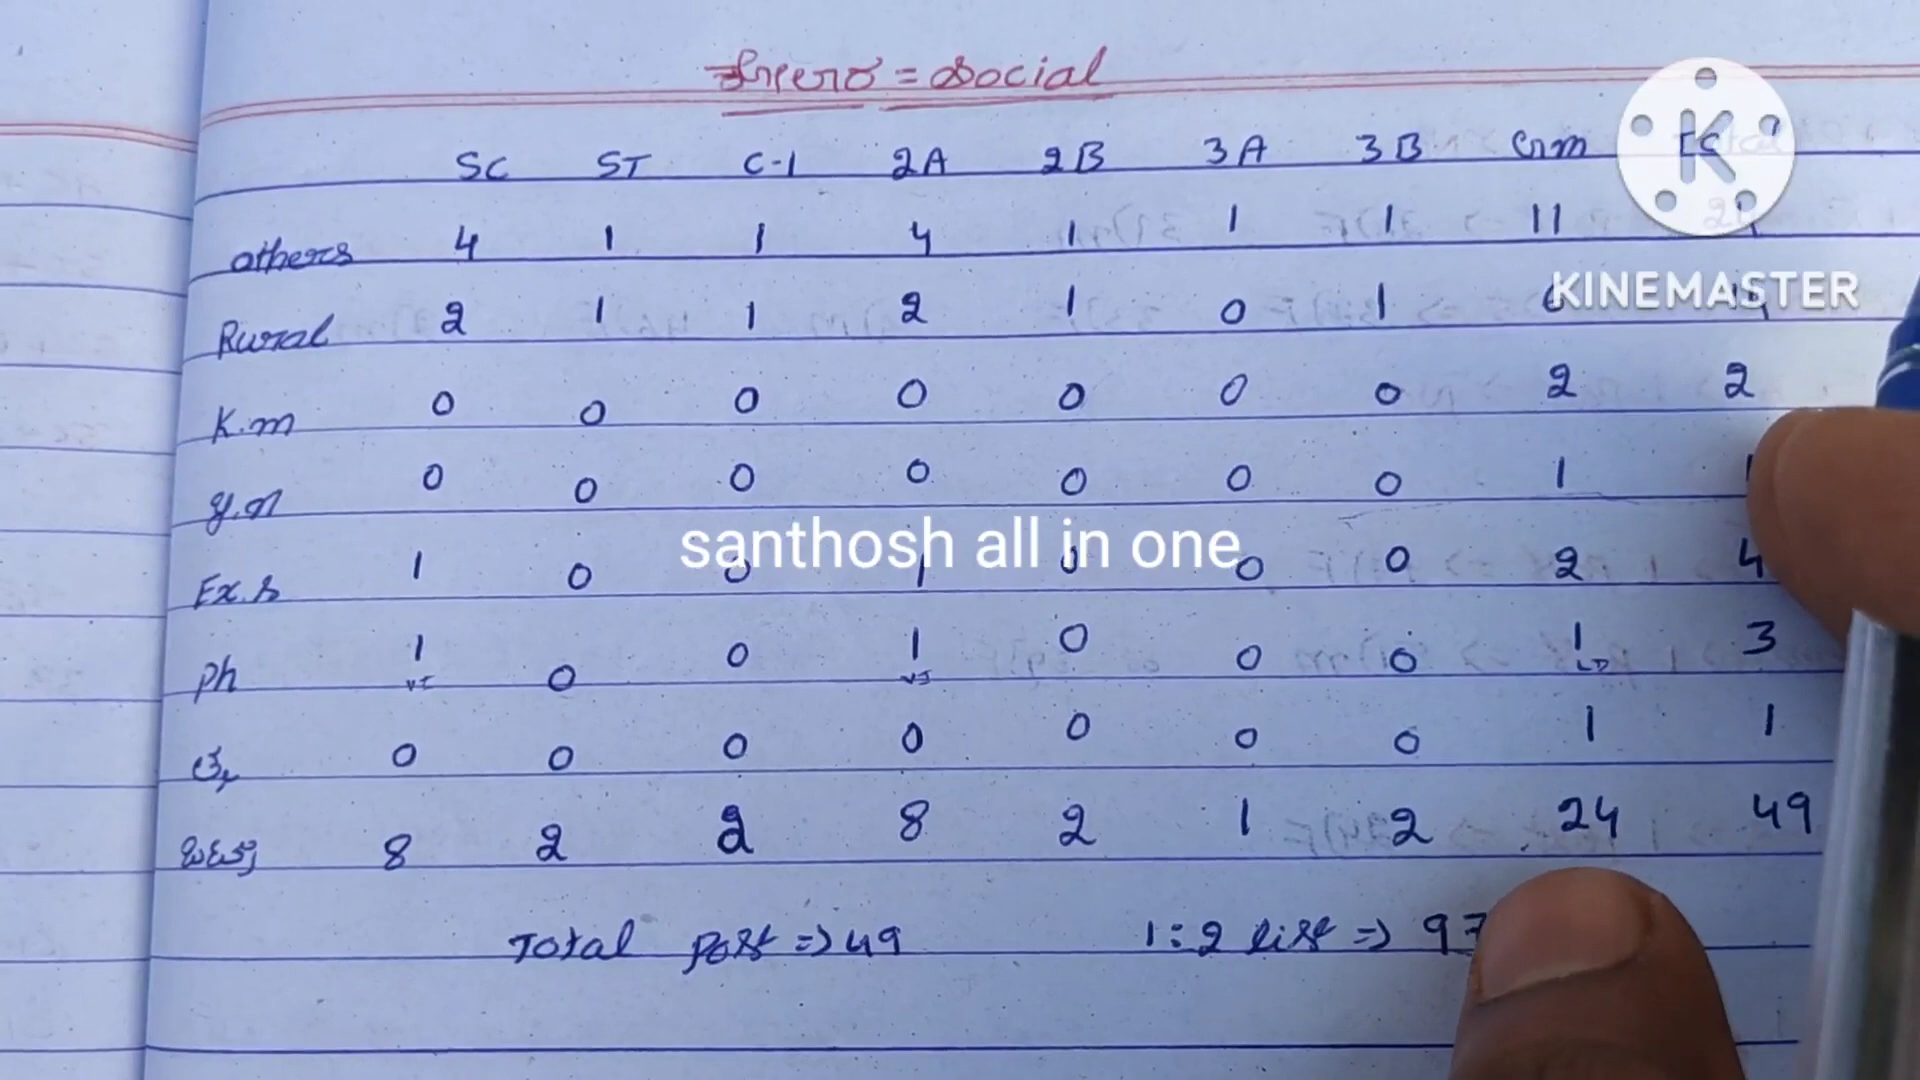 = Social
SC ST C-1 2A 2B 3A 3B Gm
others 4 1 1 4 1 1 1 11
KINEMASTER
Rural 2 1 1 2 1 0 1
K.m 0 0 0 0 0 0 0 2 2
0 0 0 0 0 0 0 1
santhosh all in one
Ex.s 1 0 0 1 0 0 0 2 4
Ph 1 0 0 1 0 0 0 1 3
0 0 0 0 0 0 0 1 1
ಒಟ್ಟು 8 2 2 8 2 1 2 24 49
Total post => 49 1:2 list => 97